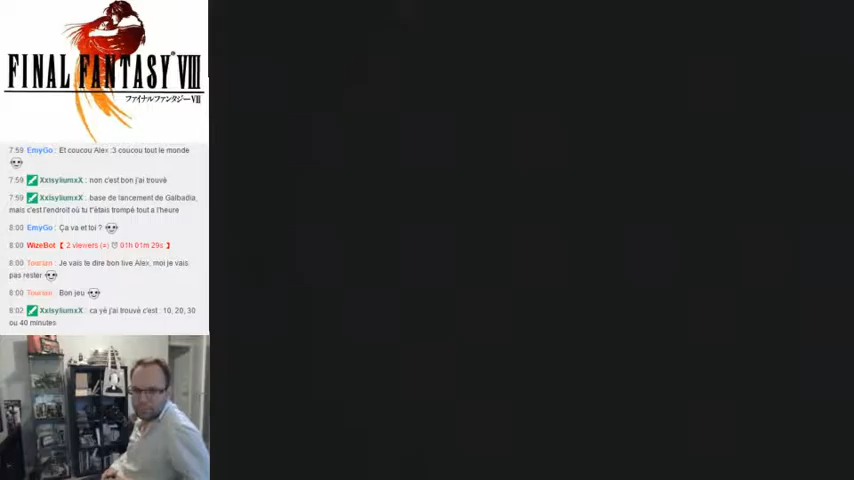 FINAL FANTASY VIII
ファイナルファンタジーVII
7:59 EmyGo : Et coucou Alex :3 coucou tout le monde
7:59 XxisyliumxX : non c'est bon j'ai trouvé
7:59 XxisyliumxX : base de lancement de Galbadia,
mais c'est l'endroit où tu t'étais trompé tout a l'heure
8:00 EmyGo : Ça va et toi ?
8:00 WizeBot 【 2 viewers (=) 01h 01m 29s 】
8:00 Tourian : Je vais te dire bon live Alex, moi je vais
pas rester
8:00 Tourian : Bon jeu
8:02 XxisyliumxX : ca yé j'ai trouvé c'est : 10, 20, 30
ou 40 minutes